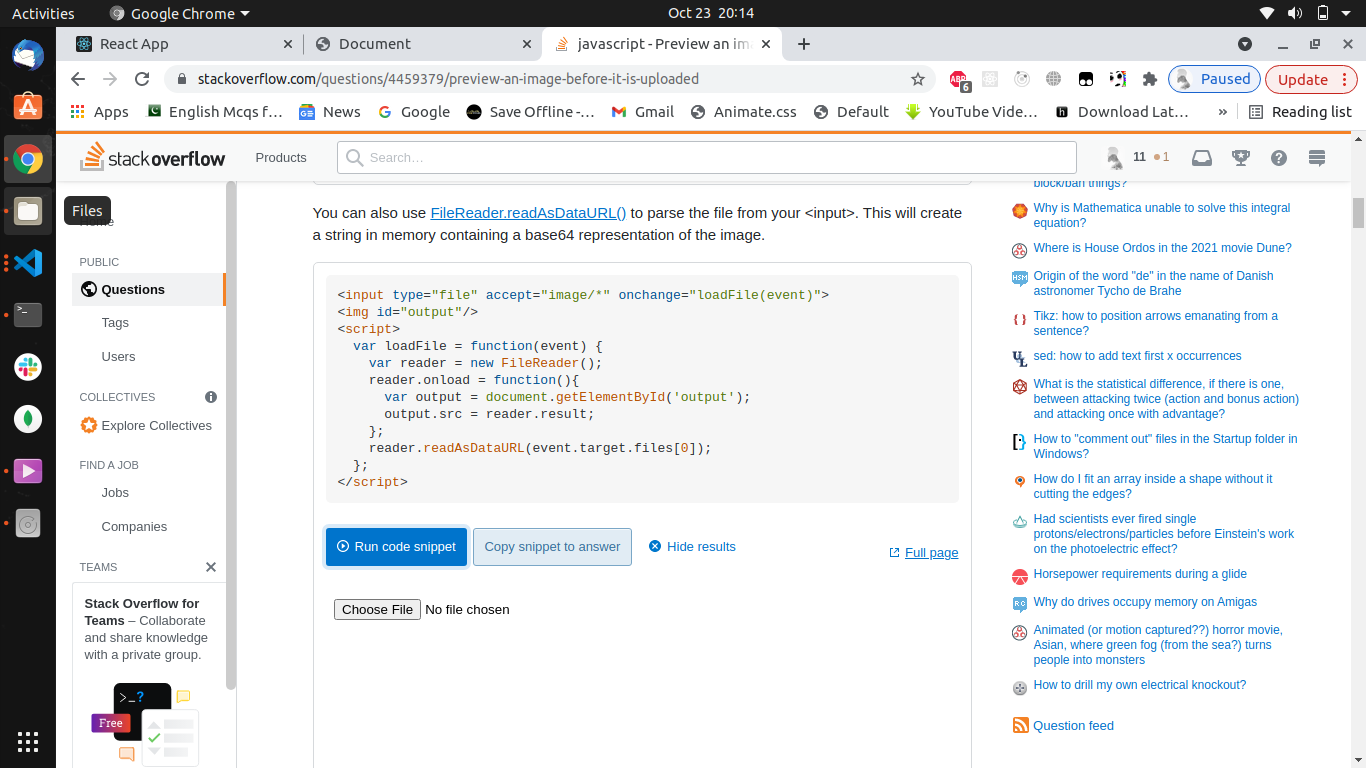 Activities
Google Chrome
Oct 23 20:14
React App
Document
javascript - Preview an im
stackoverflow.com/questions/4459379/preview-an-image-before-it-is-uploaded
ABP
6
Paused
Update
Apps
English Mcqs f…
News
Google
Save Offline -…
Gmail
Animate.css
Default
YouTube Vide…
Download Lat…
»
Reading list
stackoverflow
Products
Search…
11
1
Files
Home
PUBLIC
Questions
Tags
Users
COLLECTIVES
Explore Collectives
FIND A JOB
Jobs
Companies
TEAMS
Stack Overflow for
Teams – Collaborate
and share knowledge
with a private group.
>_?
Free
You can also use FileReader.readAsDataURL() to parse the file from your <input>. This will create
a string in memory containing a base64 representation of the image.
<input type="file" accept="image/*" onchange="loadFile(event)">
<img id="output"/>
<script>
  var loadFile = function(event) {
    var reader = new FileReader();
    reader.onload = function(){
      var output = document.getElementById('output');
      output.src = reader.result;
    };
    reader.readAsDataURL(event.target.files[0]);
  };
</script>
Run code snippet
Copy snippet to answer
Hide results
Full page
Choose File No file chosen
block/ban things?
Why is Mathematica unable to solve this integral
equation?
Where is House Ordos in the 2021 movie Dune?
Origin of the word "de" in the name of Danish
astronomer Tycho de Brahe
Tikz: how to position arrows emanating from a
sentence?
sed: how to add text first x occurrences
What is the statistical difference, if there is one,
between attacking twice (action and bonus action)
and attacking once with advantage?
How to "comment out" files in the Startup folder in
Windows?
How do I fit an array inside a shape without it
cutting the edges?
Had scientists ever fired single
protons/electrons/particles before Einstein's work
on the photoelectric effect?
Horsepower requirements during a glide
Why do drives occupy memory on Amigas
Animated (or motion captured??) horror movie,
Asian, where green fog (from the sea?) turns
people into monsters
How to drill my own electrical knockout?
Question feed